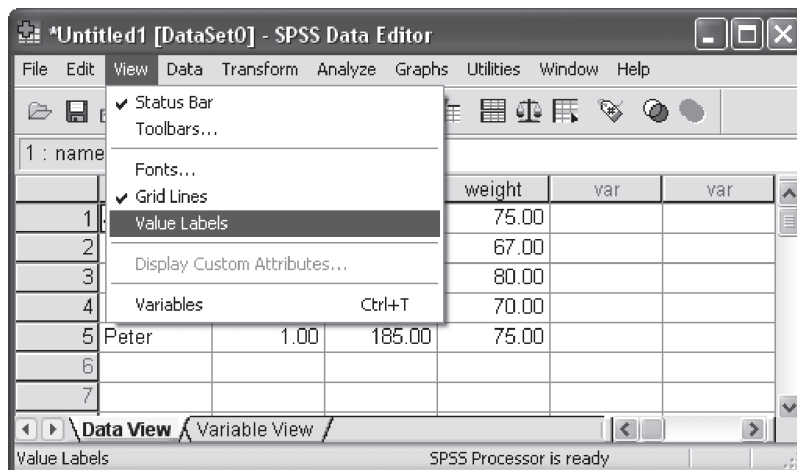 *Untitled1 [DataSet0] - SPSS Data Editor
File Edit View Data Transform Analyze Graphs Utilities Window Help
✔ Status Bar
Toolbars...
1 : name
Fonts...
✔ Grid Lines
weight var var
Value Labels
1 75.00
2 67.00
Display Custom Attributes...
3 80.00
4 Variables Ctrl+T 70.00
5 Peter 1.00 185.00 75.00
6
7
Data View Variable View
Value Labels SPSS Processor is ready